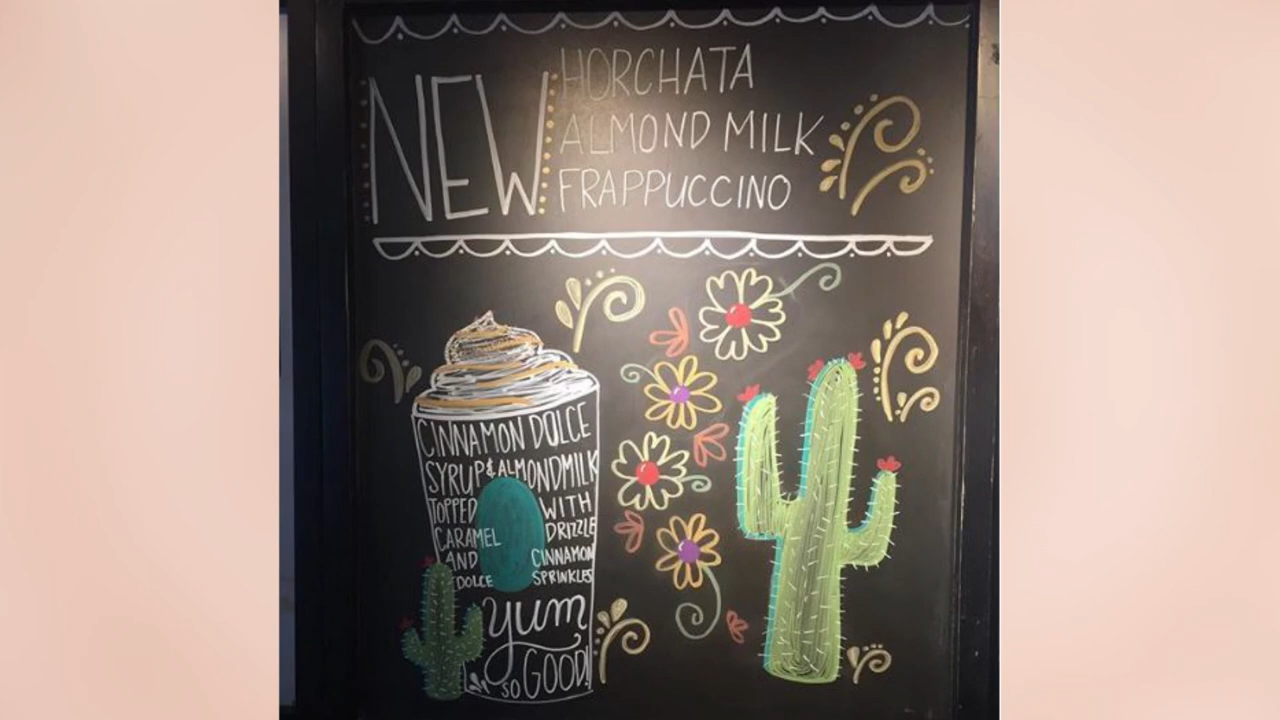 NEW
HORCHATA
ALMOND MILK
FRAPPUCCINO
CINNAMON DOLCE
SYRUP & ALMONDMILK
TOPPED WITH
CARAMEL DRIZZLE
AND CINNAMON
DOLCE SPRINKLES
yum
so GOOD!